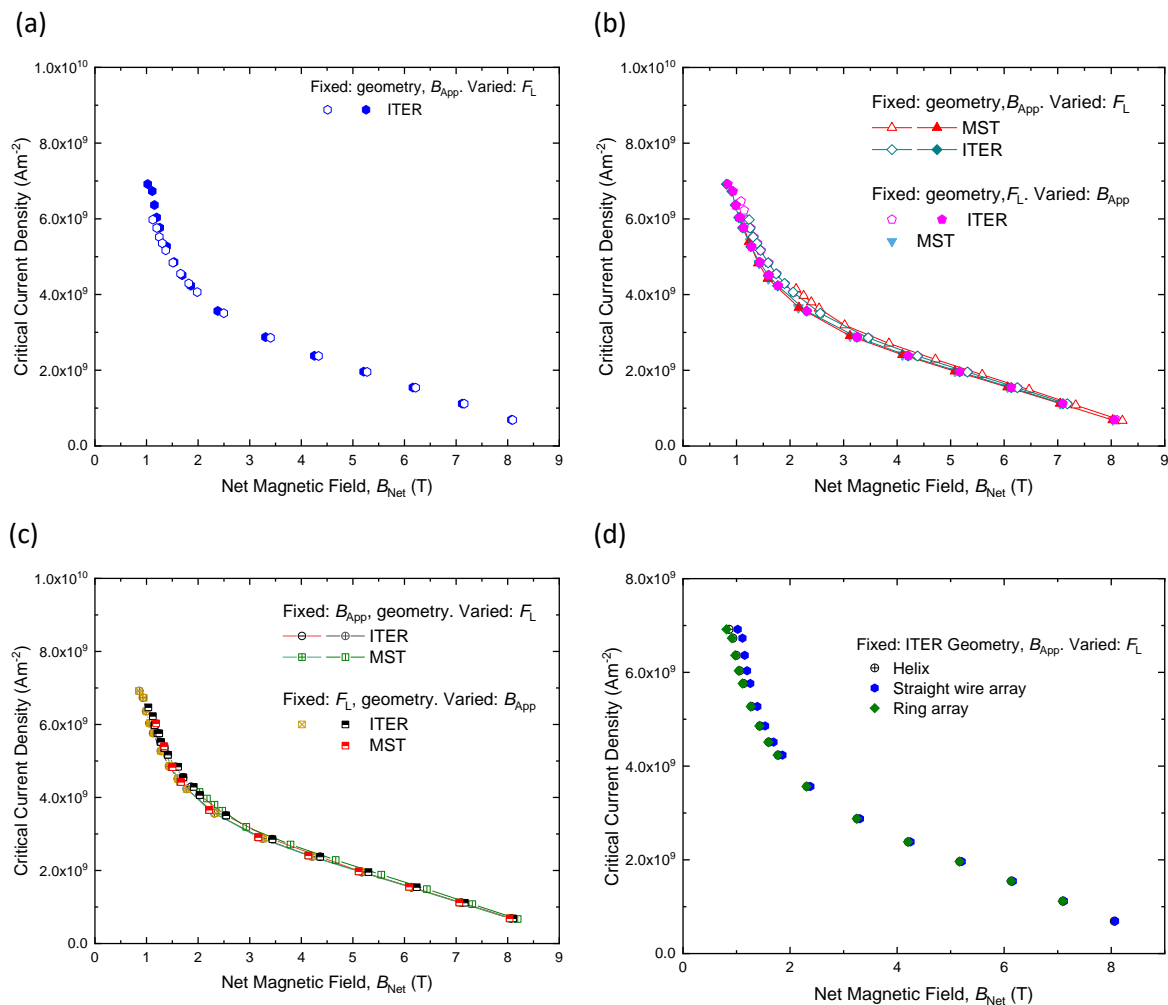 (a)
Fixed: geometry, B_App. Varied: F_L
ITER
1.0x10^10
8.0x10^9
6.0x10^9
4.0x10^9
2.0x10^9
0.0
Critical Current Density (Am^-2)
0 1 2 3 4 5 6 7 8 9
Net Magnetic Field, B_Net (T)
(b)
Fixed: geometry,B_App. Varied: F_L
MST
ITER
Fixed: geometry,F_L. Varied: B_App
ITER
MST
1.0x10^10
8.0x10^9
6.0x10^9
4.0x10^9
2.0x10^9
0.0
Critical Current Density (Am^-2)
0 1 2 3 4 5 6 7 8 9
Net Magnetic Field, B_Net (T)
(c)
Fixed: B_App, geometry. Varied: F_L
ITER
MST
Fixed: F_L, geometry. Varied: B_App
ITER
MST
1.0x10^10
8.0x10^9
6.0x10^9
4.0x10^9
2.0x10^9
0.0
Critical Current Density (Am^-2)
0 1 2 3 4 5 6 7 8 9
Net Magnetic Field, B_Net (T)
(d)
Fixed: ITER Geometry, B_App. Varied: F_L
Helix
Straight wire array
Ring array
8.0x10^9
6.0x10^9
4.0x10^9
2.0x10^9
0.0
Critical Current Density (Am^-2)
0 2 4 6 8
Net Magnetic Field, B_Net (T)